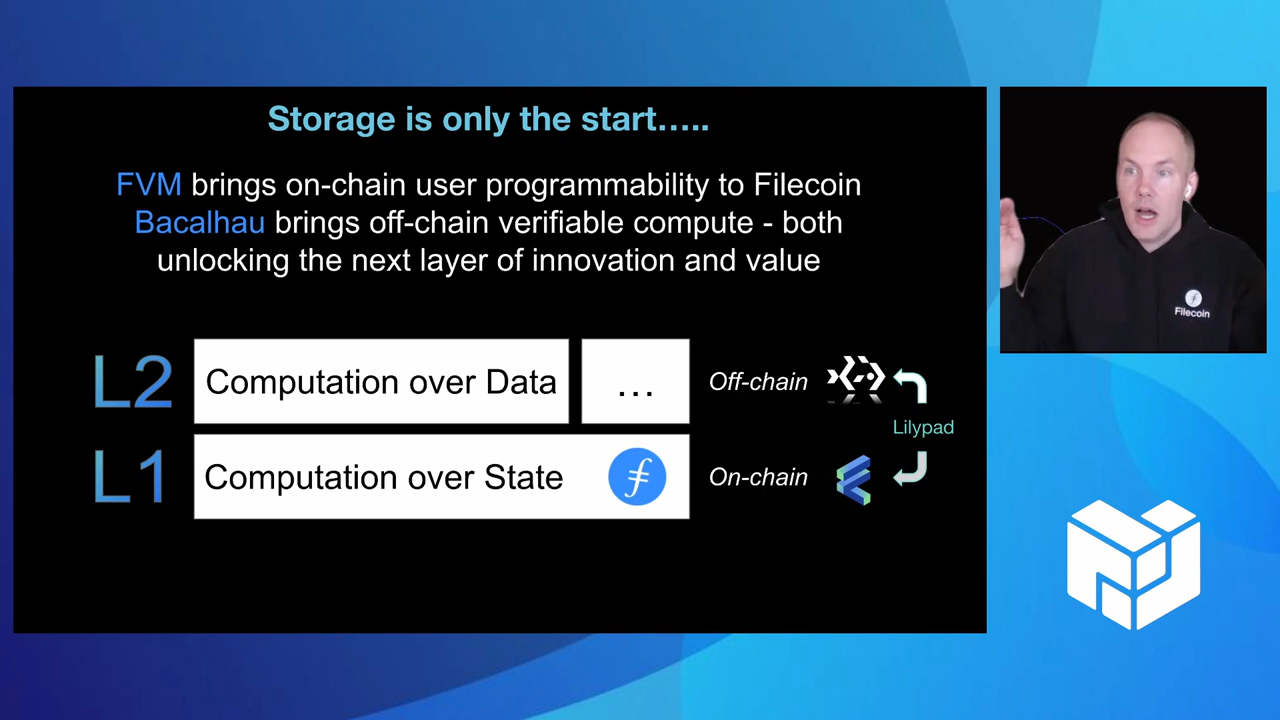 Storage is only the start…..
FVM brings on-chain user programmability to Filecoin
Bacalhau brings off-chain verifiable compute - both
unlocking the next layer of innovation and value
L2 Computation over Data … Off-chain
Lilypad
L1 Computation over State On-chain
Filecoin